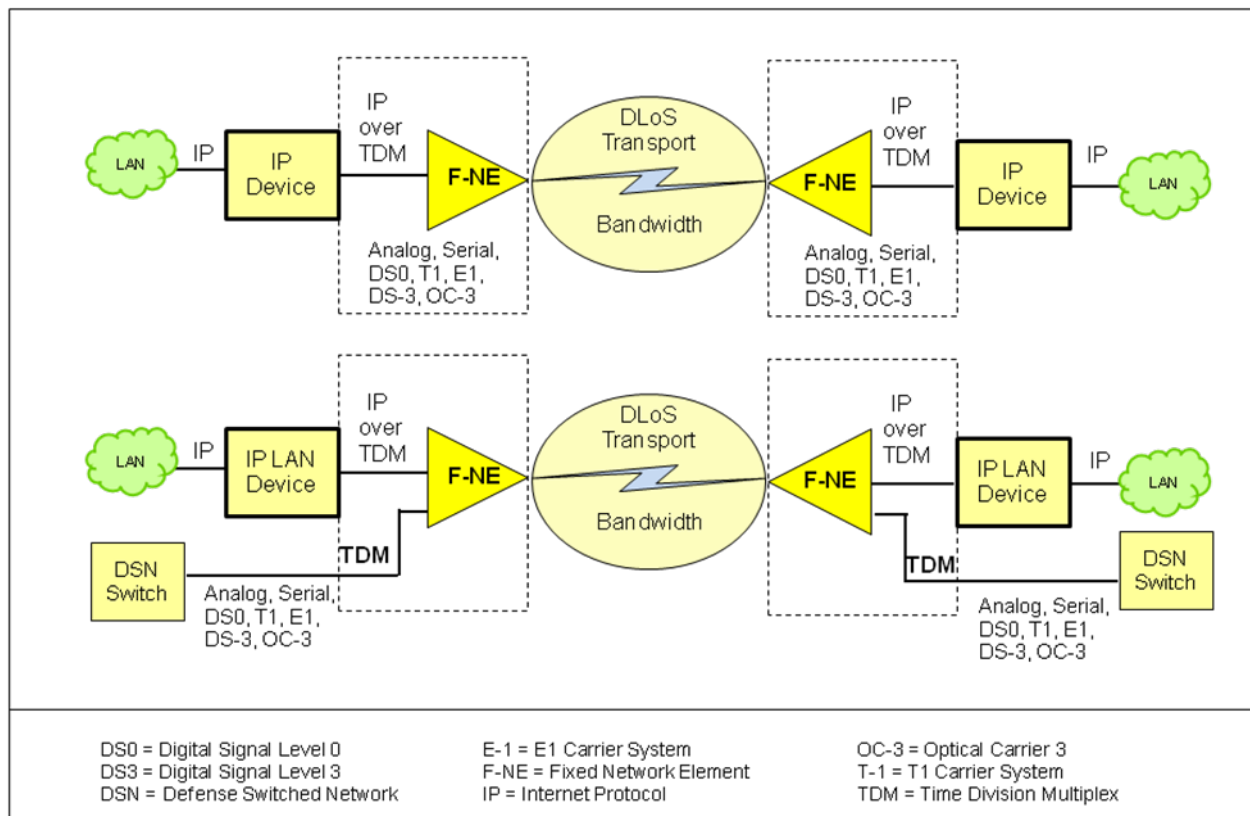 LAN
IP
IP
Device
IP
over
TDM
F-NE
Analog, Serial,
DS0, T1, E1,
DS-3, OC-3
DLoS
Transport
Bandwidth
IP
over
TDM
F-NE
Analog, Serial,
DS0, T1, E1,
DS-3, OC-3
IP
Device
IP
LAN
LAN
IP
IP LAN
Device
IP
over
TDM
F-NE
DSN
Switch
TDM
Analog, Serial,
DS0, T1, E1,
DS-3, OC-3
DLoS
Transport
Bandwidth
IP
over
TDM
F-NE
IP LAN
Device
IP
LAN
TDM
DSN
Switch
Analog, Serial,
DS0, T1, E1,
DS-3, OC-3
DS0 = Digital Signal Level 0
DS3 = Digital Signal Level 3
DSN = Defense Switched Network
E-1 = E1 Carrier System
F-NE = Fixed Network Element
IP = Internet Protocol
OC-3 = Optical Carrier 3
T-1 = T1 Carrier System
TDM = Time Division Multiplex